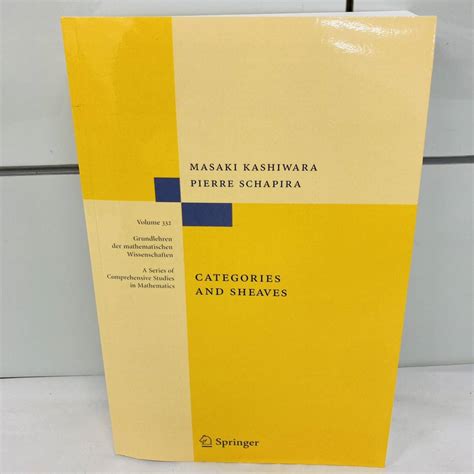 MASAKI KASHIWARA
PIERRE SCHAPIRA
Volume 332
Grundlehren
der mathematischen
Wissenschaften
A Series of
Comprehensive Studies
in Mathematics
CATEGORIES
AND SHEAVES
Springer